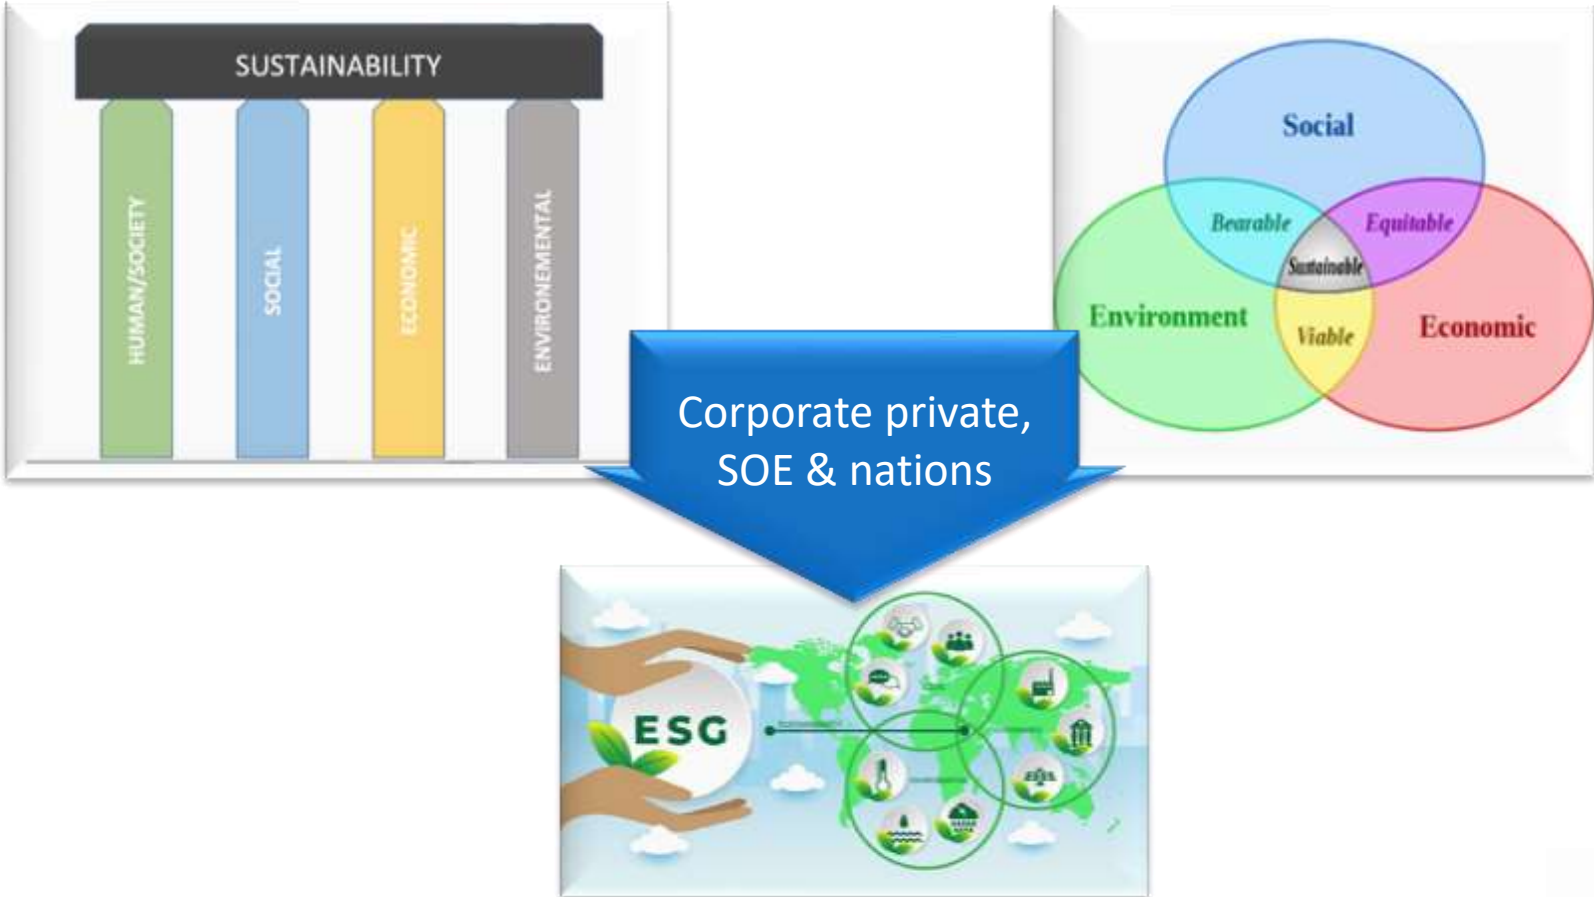 SUSTAINABILITY
HUMAN/SOCIETY
SOCIAL
ECONOMIC
ENVIRONEMENTAL
Social
Bearable
Equitable
Sustainable
Environment
Viable
Economic
Corporate private,
SOE & nations
ESG